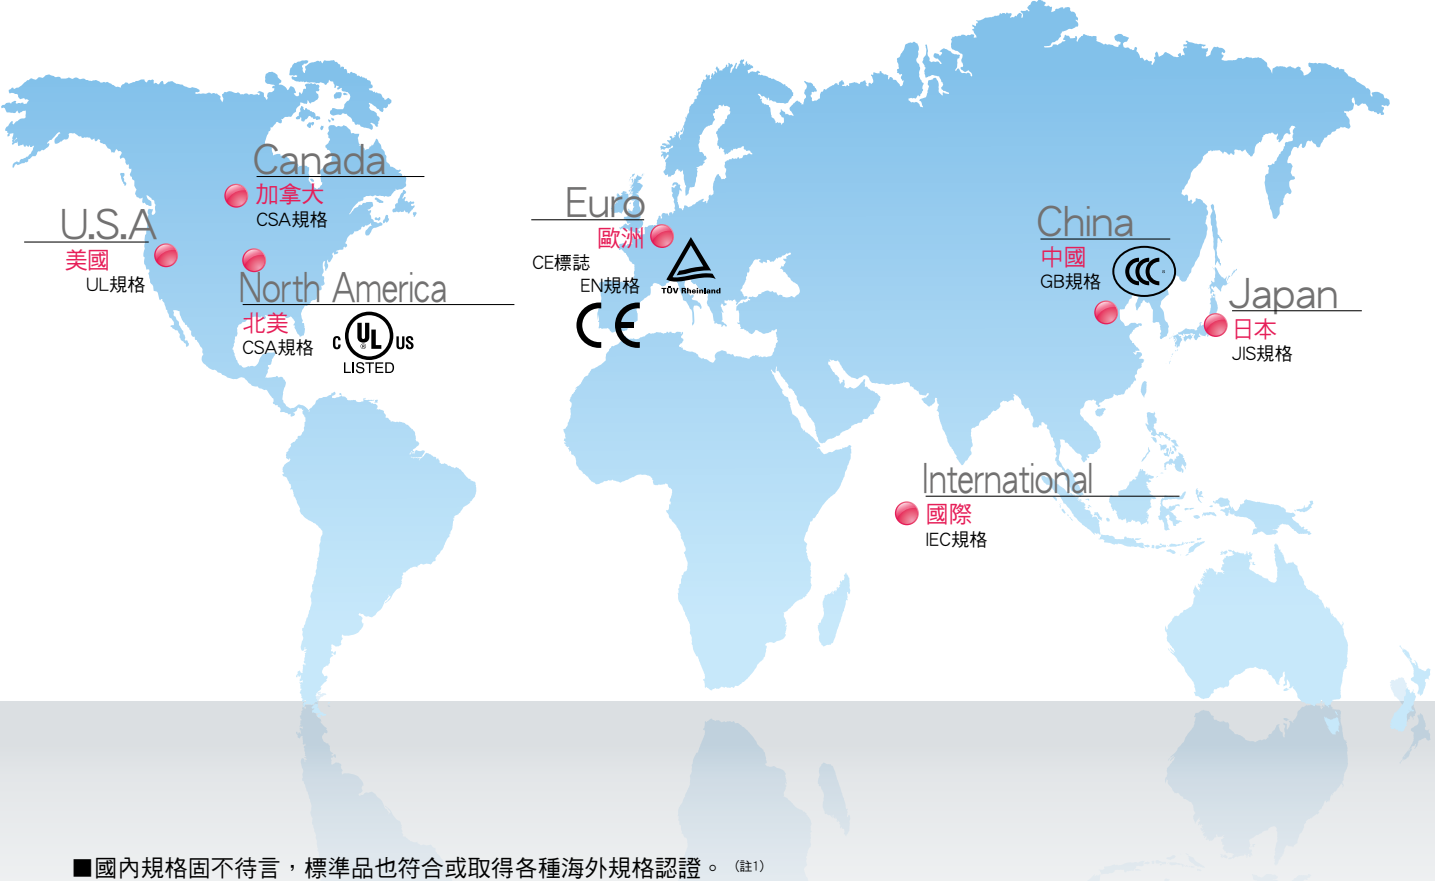 Canada
加拿大
CSA規格
U.S.A
美國
UL規格
North America
北美
CSA規格
C UL US
®
LISTED
Euro
歐洲
CE標誌
EN規格
CE
TÜV Rheinland
China
中國
GB規格
CCC
Japan
日本
JIS規格
International
國際
IEC規格
■國內規格固不待言，標準品也符合或取得各種海外規格認證。 (註1)